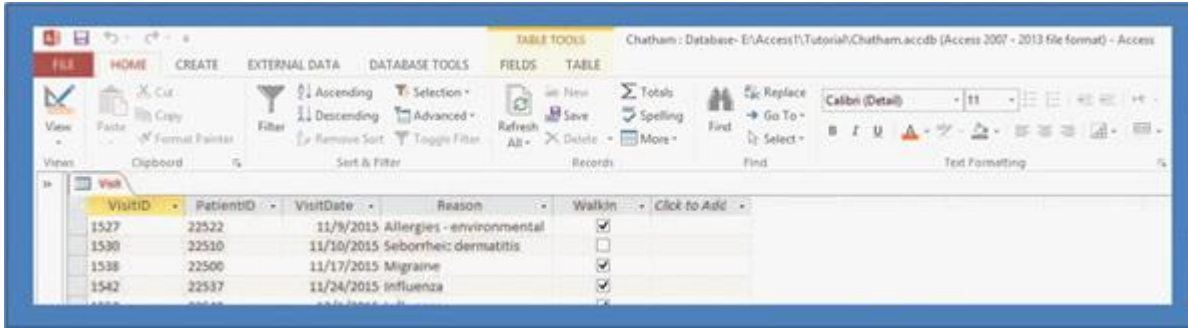 TABLE TOOLS Chatham : Database- E:\Access1\Tutorial\Chatham.accdb (Access 2007 - 2013 file format) - Access
FILE HOME CREATE EXTERNAL DATA DATABASE TOOLS FIELDS TABLE
View
Views
Paste
Cut
Copy
Format Painter
Clipboard
Filter
Ascending
Descending
Remove Sort
Selection
Advanced
Toggle Filter
Sort & Filter
Refresh
All
New
Save
Delete
Totals
Spelling
More
Records
Find
Replace
Go To
Select
Find
Calibri (Detail) 11
B I U A
Text Formatting
Visit
VisitID PatientID VisitDate Reason WalkIn Click to Add
1527 22522 11/9/2015 Allergies - environmental
1530 22510 11/10/2015 Seborrheic dermatitis
1538 22500 11/17/2015 Migraine
1542 22537 11/24/2015 Influenza